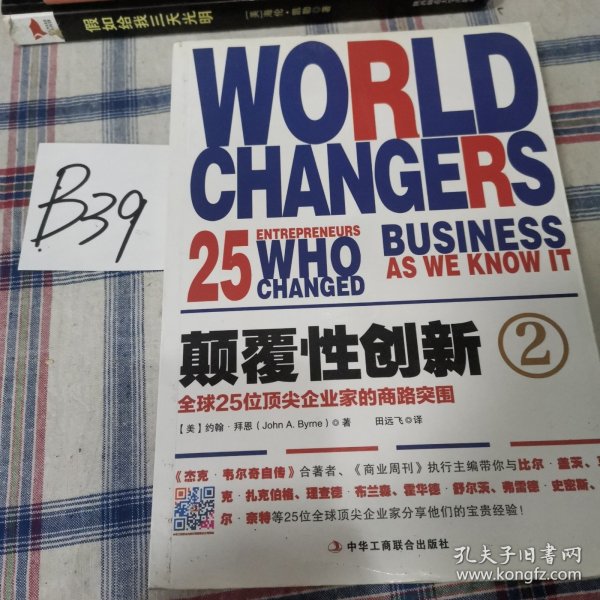 假如给我三天光明
[美]海伦·凯勒◎著
B39
WORLD
CHANGERS
25 ENTREPRENEURS WHO CHANGED
BUSINESS AS WE KNOW IT
颠覆性创新 ②
全球25位顶尖企业家的商路突围
【美】约翰·拜恩(John A. Byrne)◎著 田远飞◎译
《杰克·韦尔奇自传》合著者、《商业周刊》执行主编带你与比尔·盖茨、
克·扎克伯格、理查德·布兰森、霍华德·舒尔茨、弗雷德·史密斯、
尔·奈特等25位全球顶尖企业家分享他们的宝贵经验!
中华工商联合出版社
孔夫子旧书网
www.kongfz.com